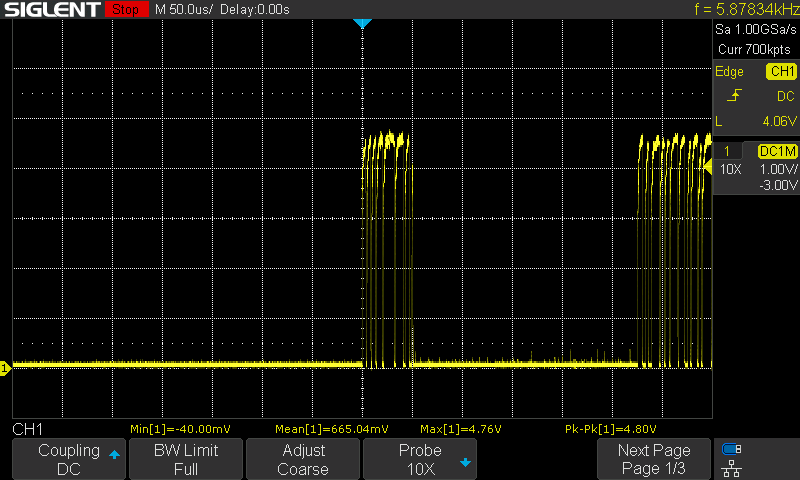 SIGLENT Stop M 50.0us/ Delay:0.00s f = 5.87834kHz
Sa 1.00GSa/s
Curr 700kpts
Edge CH1
DC
L 4.06V
1 DC1M
10X 1.00V/
-3.00V
1
CH1 Min[1]=-40.00mV Mean[1]=665.04mV Max[1]=4.76V Pk-Pk[1]=4.80V
Coupling BW Limit Adjust Probe Next Page
DC Full Coarse 10X Page 1/3